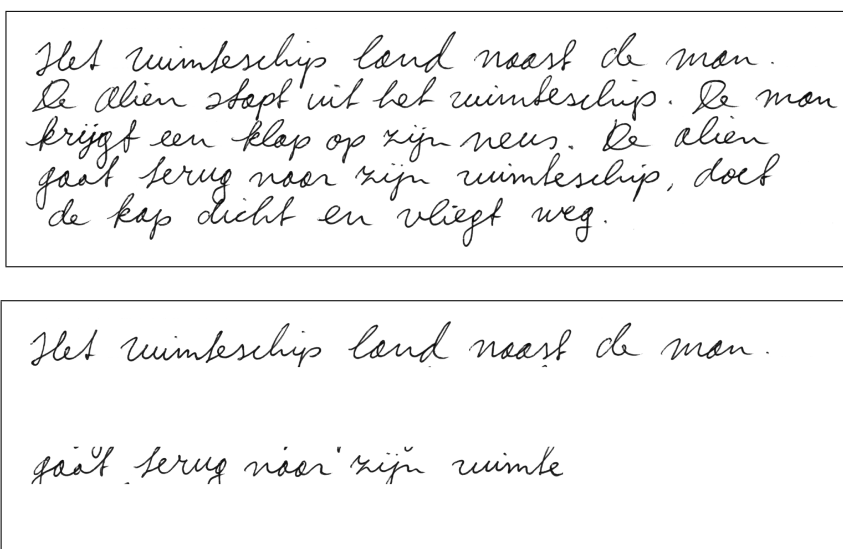 Het ruimteschip land naast de man.
De alien stapt uit het ruimteschip. De man
krijgt een klap op zijn neus. De alien
gaat terug naar zijn ruimteschip, doet
de kap dicht en vliegt weg.
Het ruimteschip land naast de man.
gaat terug naar zijn ruimte